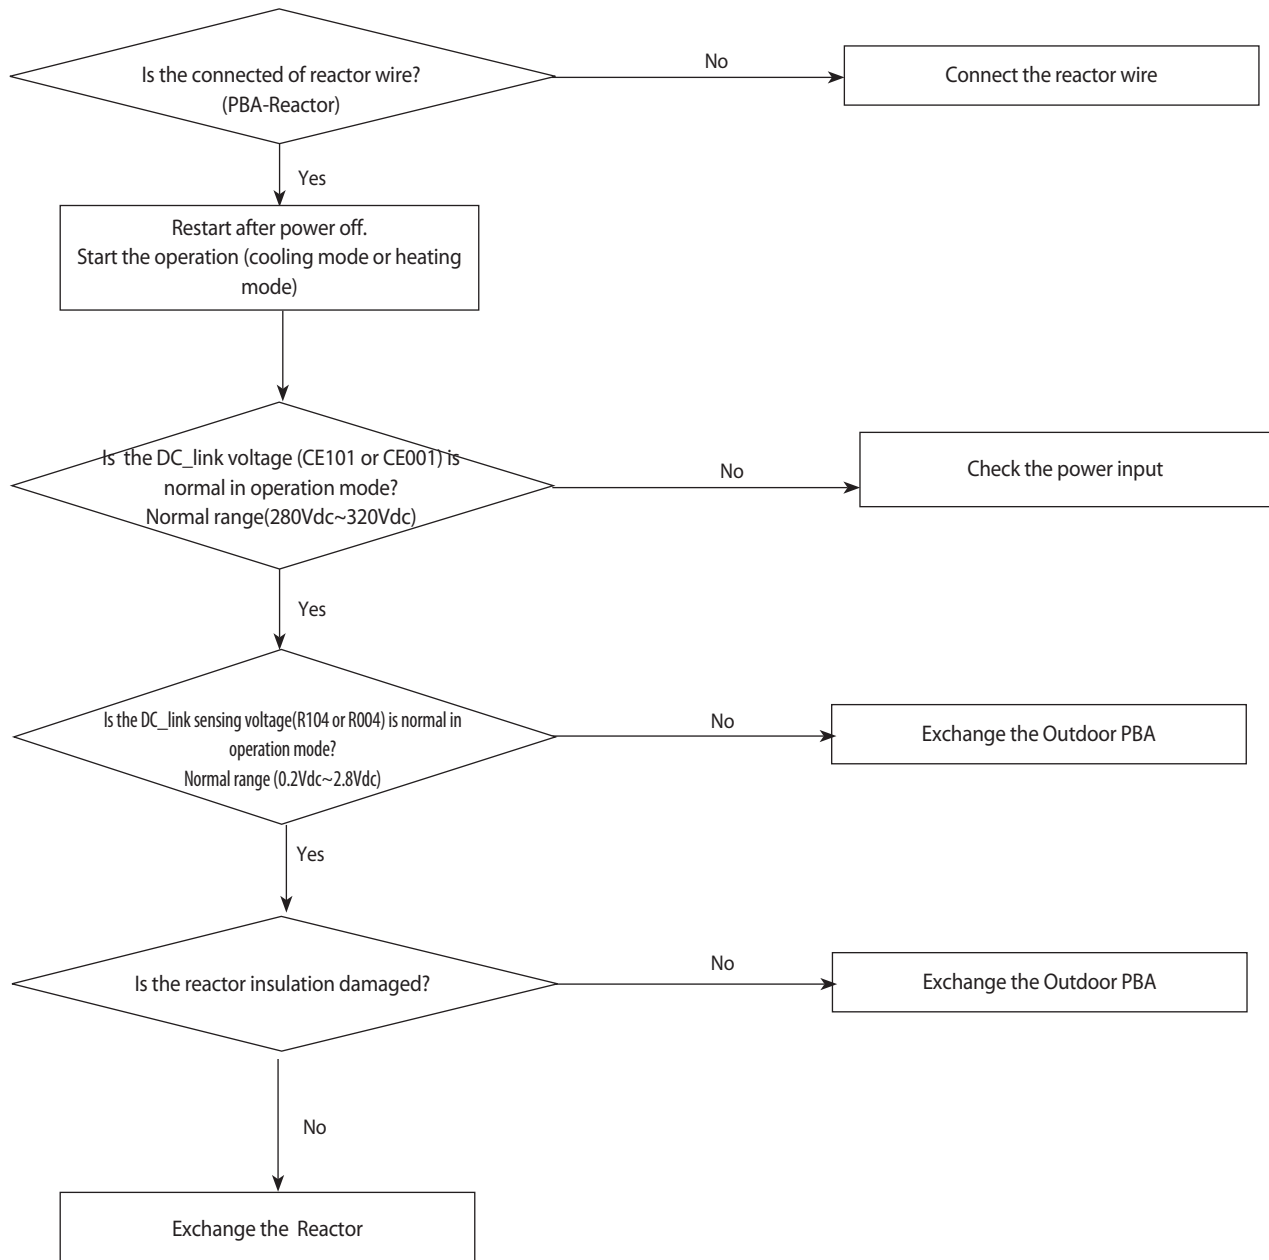 Is the connected of reactor wire?
(PBA-Reactor)
No
Connect the reactor wire
Yes
Restart after power off.
Start the operation (cooling mode or heating
mode)
Is the DC_link voltage (CE101 or CE001) is
normal in operation mode?
Normal range(280Vdc~320Vdc)
No
Check the power input
Yes
Is the DC_link sensing voltage(R104 or R004) is normal in
operation mode?
Normal range (0.2Vdc~2.8Vdc)
No
Exchange the Outdoor PBA
Yes
Is the reactor insulation damaged?
No
Exchange the Outdoor PBA
No
Exchange the Reactor